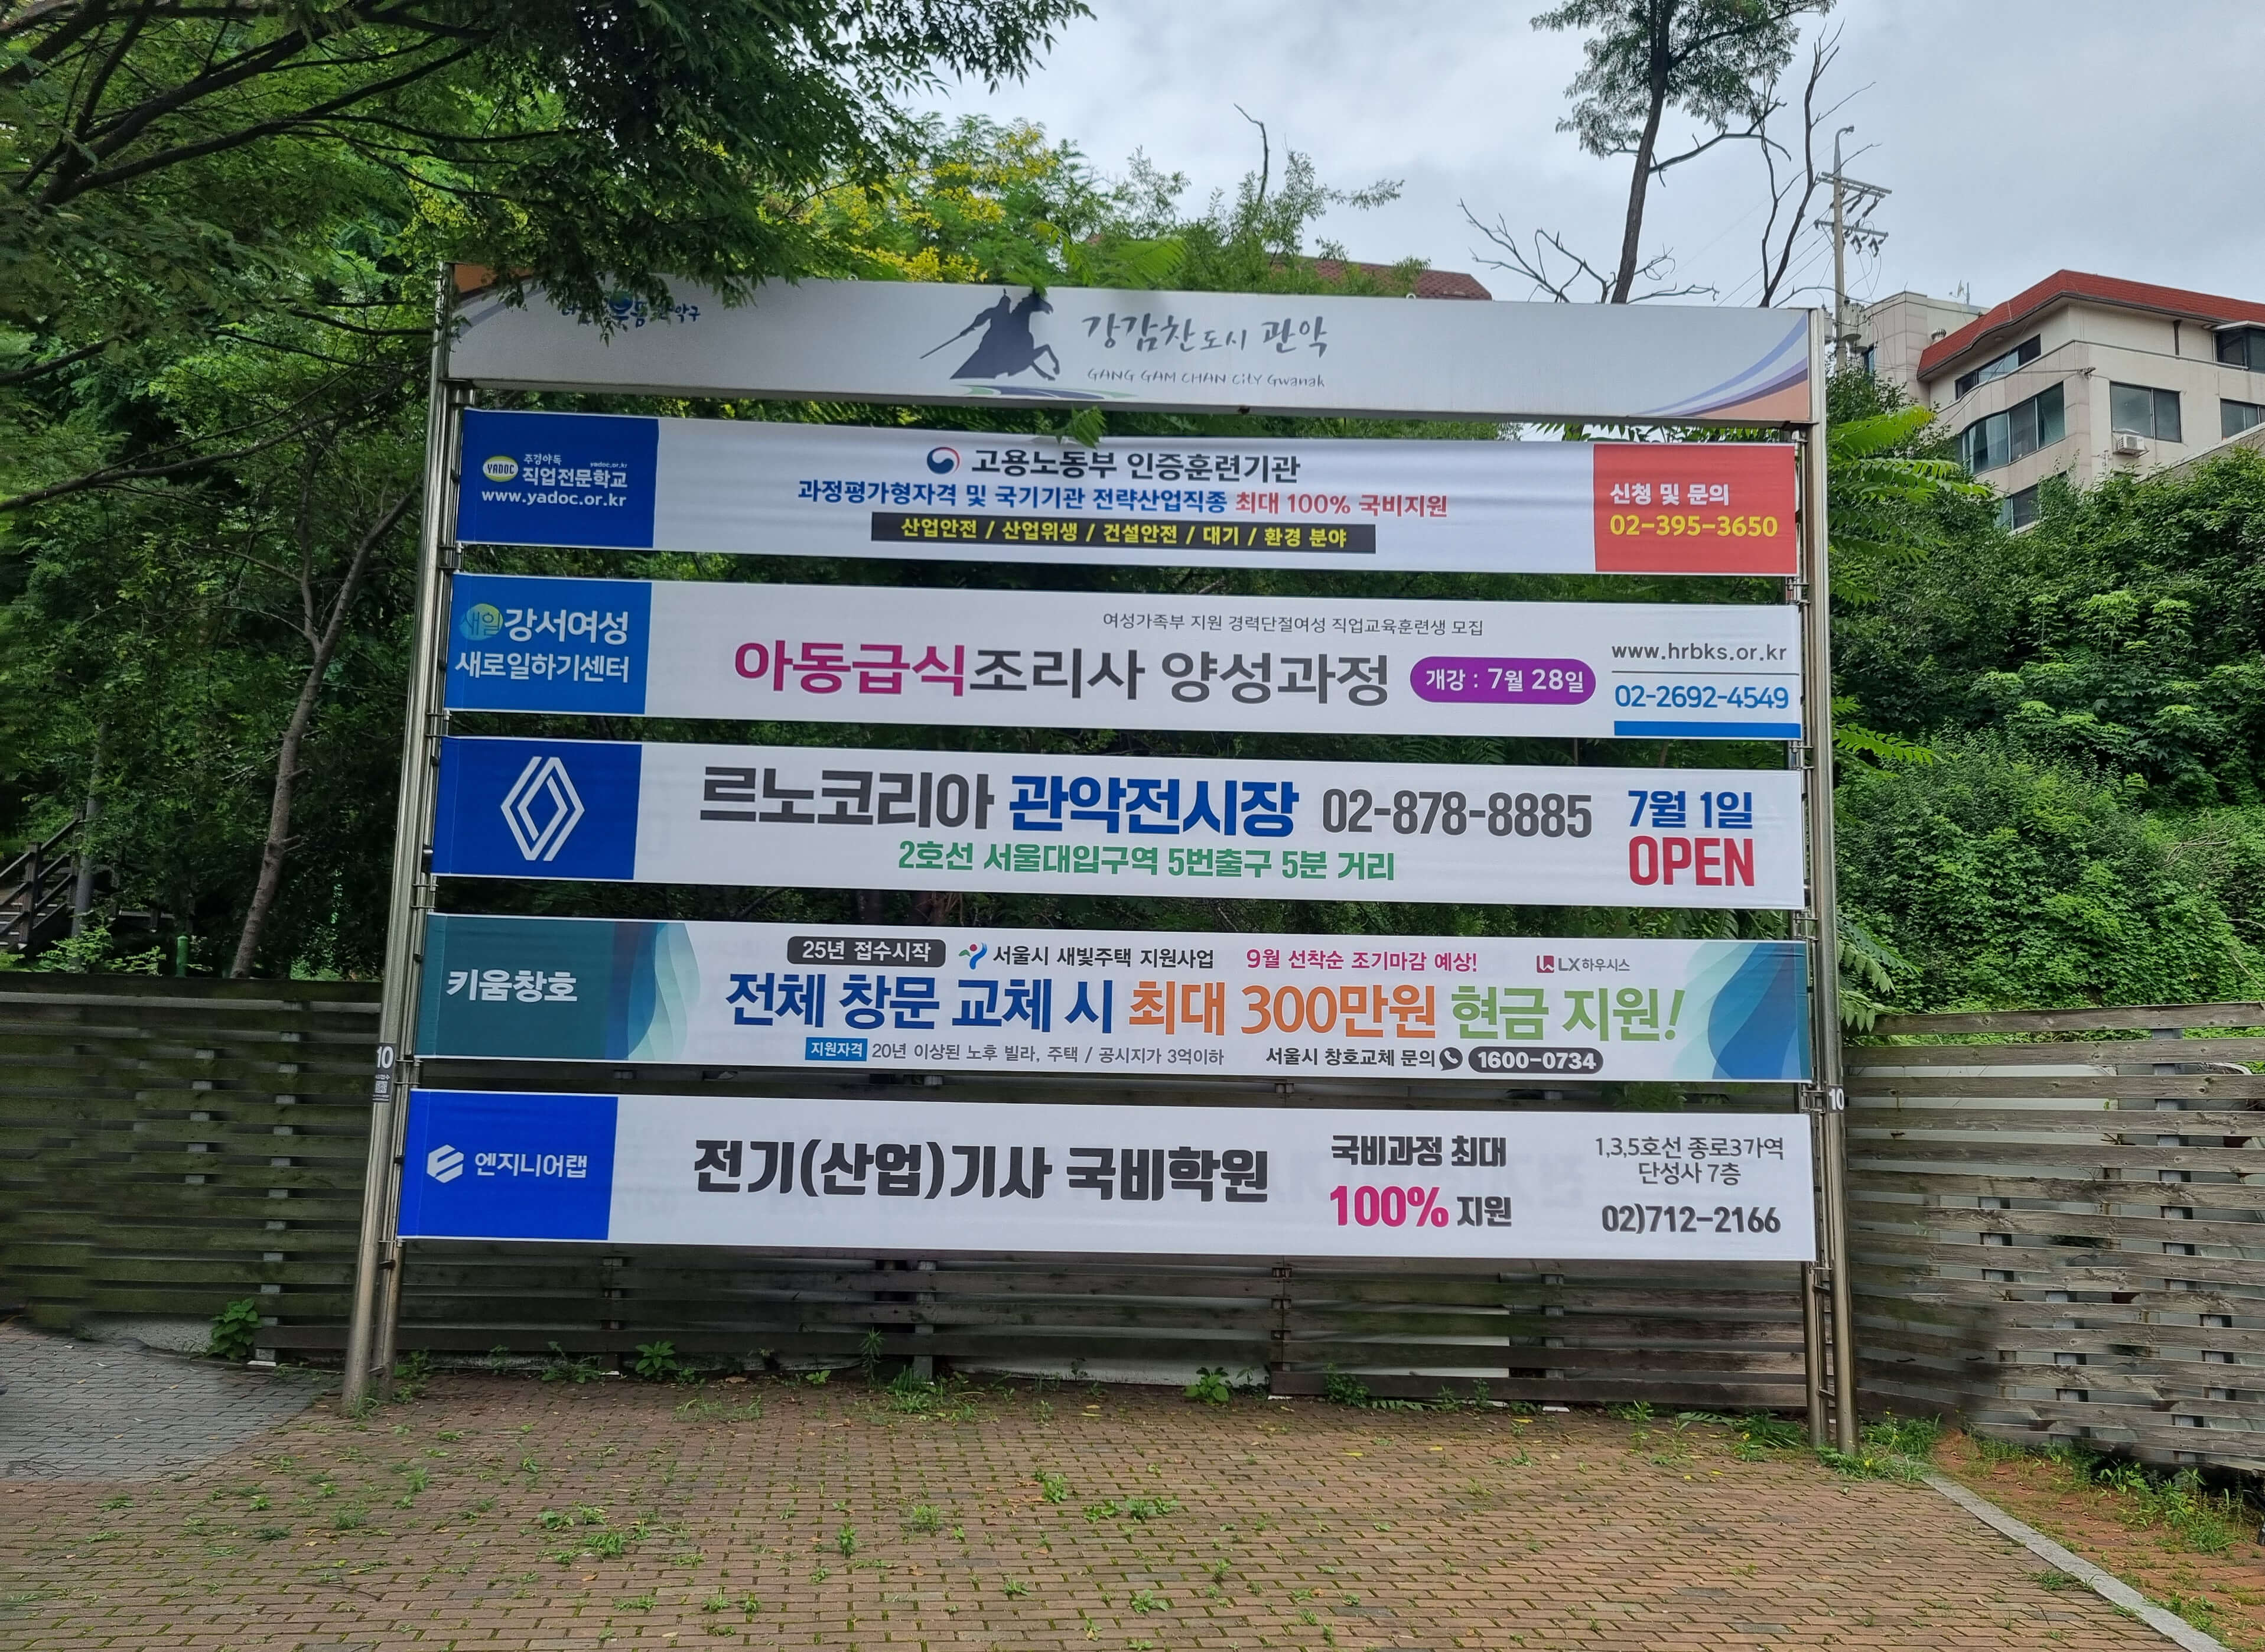 강감찬도시 관악
GANG GAM CHAN City Gwanak
주경야독 yadoc.or.kr
YADOC 직업전문학교
www.yadoc.or.kr
고용노동부 인증훈련기관
과정평가형자격 및 국기기관 전략산업직종 최대 100% 국비지원
산업안전 / 산업위생 / 건설안전 / 대기 / 환경 분야
신청 및 문의
02-395-3650
새일 강서여성
새로일하기센터
여성가족부 지원 경력단절여성 직업교육훈련생 모집
아동급식조리사 양성과정 개강 : 7월 28일
www.hrbks.or.kr
02-2692-4549
르노코리아 관악전시장 02-878-8885
2호선 서울대입구역 5번출구 5분 거리
7월 1일
OPEN
키움창호
25년 접수시작 서울시 새빛주택 지원사업 9월 선착순 조기마감 예상! LX하우시스
전체 창문 교체 시 최대 300만원 현금 지원!
지원자격 20년 이상된 노후 빌라, 주택 / 공시지가 3억이하 서울시 창호교체 문의 1600-0734
10
10
엔지니어랩
전기(산업)기사 국비학원
국비과정 최대
100% 지원
1,3,5호선 종로3가역
단성사 7층
02)712-2166